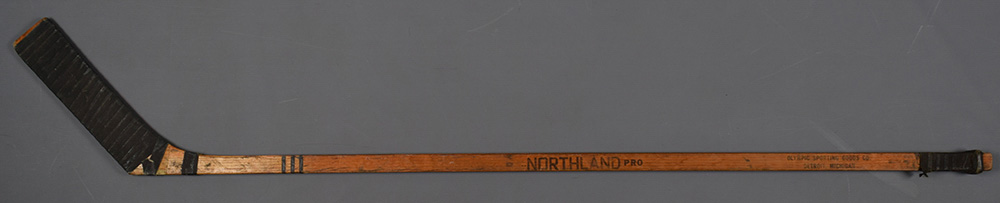 NORTHLAND PRO
OLYMPIC SPORTING GOODS CO.
DETROIT MICHIGAN